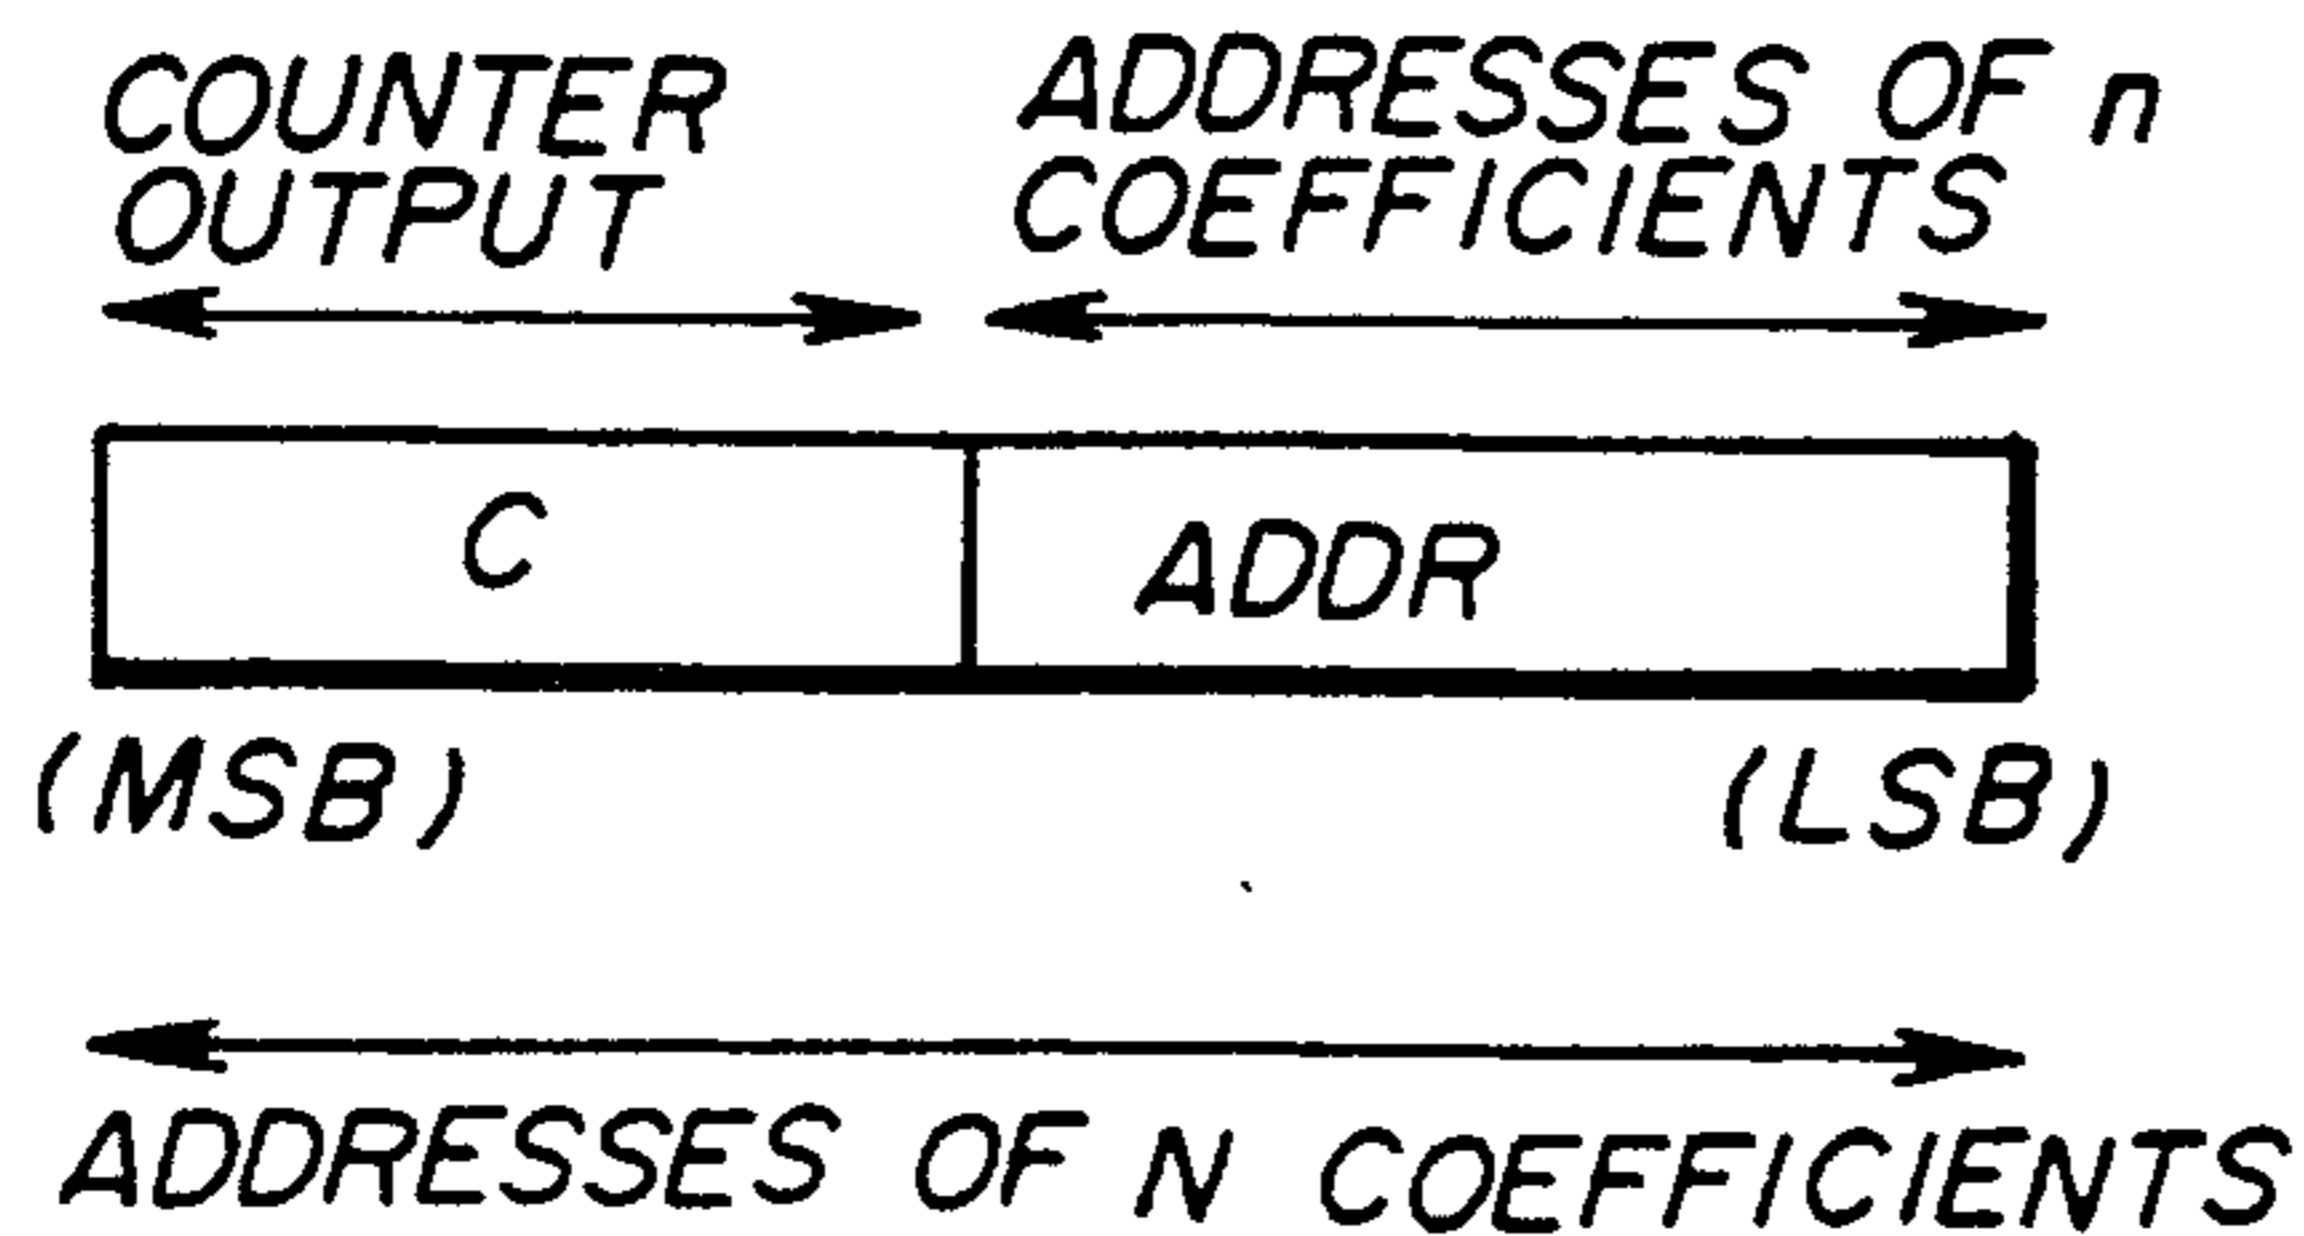 COUNTER
OUTPUT
ADDRESSES OF n
COEFFICIENTS
C
ADDR
(MSB)
(LSB)
ADDRESSES OF N COEFFICIENTS